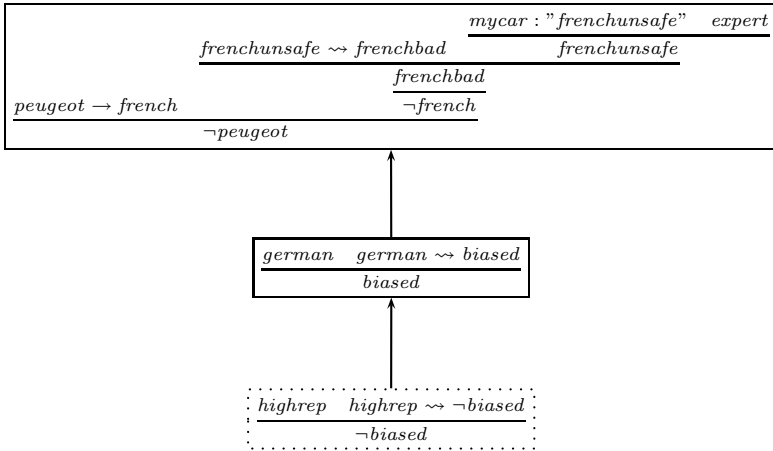 mycar : ”frenchunsafe” expert
frenchunsafe ⇝ frenchbad frenchunsafe
frenchbad
peugeot → french ¬french
¬peugeot
german german ⇝ biased
biased
highrep highrep ⇝ ¬biased
¬biased